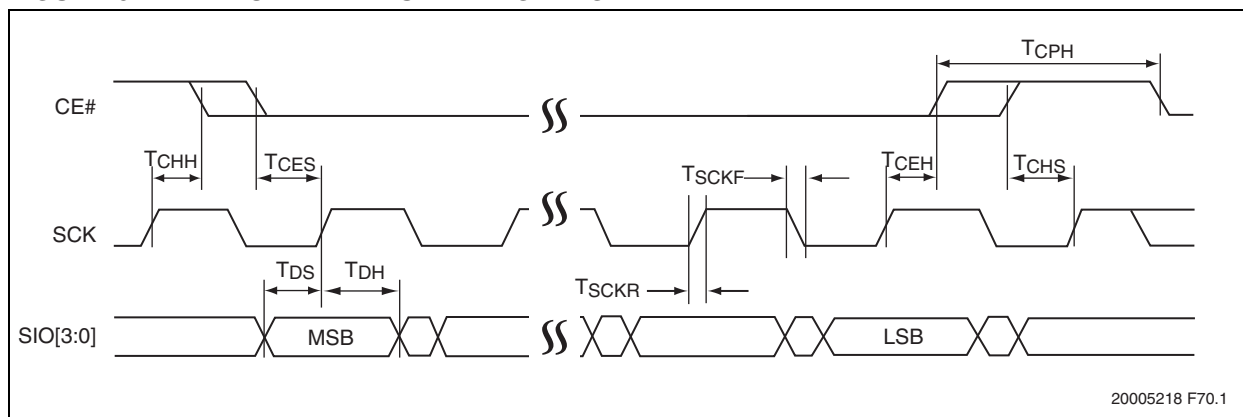 TCPH
CE#
TCHH
TCES
TSCKF
TCEH
TCHS
SCK
TDS
TDH
TSCKR
SIO[3:0]
MSB
LSB
20005218 F70.1